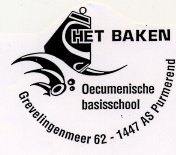 HET BAKEN
Oecumenische
basisschool
Grevelingenmeer 62 - 1447 AS Purmerend